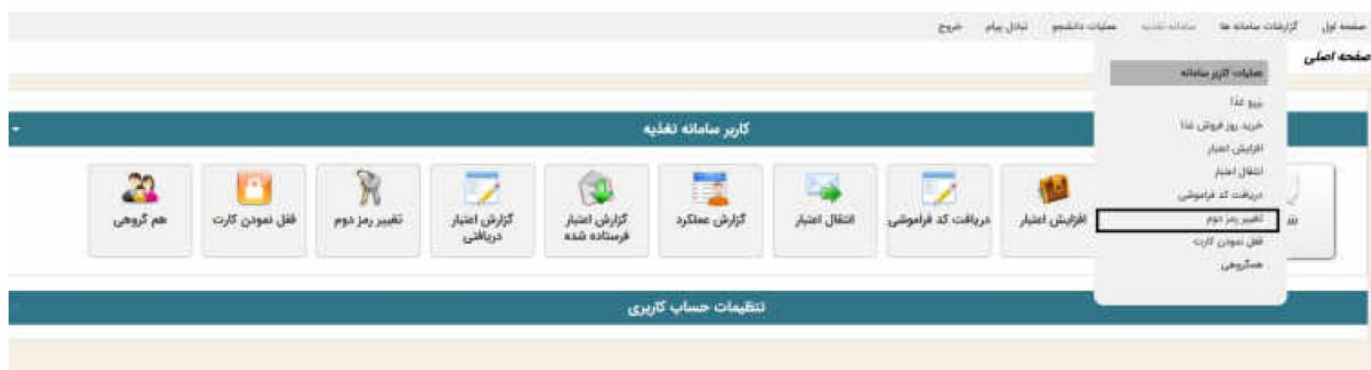 صفحه اول گزارشات سامانه ها سامانه تغذیه عملیات دانشجو تبادل پیام خروج
صفحه اصلی
عملیات کاربر سامانه
رزرو غذا
خرید روز فروش غذا
افزایش اعتبار
انتقال اعتبار
دریافت کد فراموشی
تغییر رمز دوم
قفل نمودن کارت
همگروهی
کاربر سامانه تغذیه
افزایش اعتبار
دریافت کد فراموشی
انتقال اعتبار
گزارش عملکرد
گزارش اعتبار
فرستاده شده
گزارش اعتبار
دریافتی
تغییر رمز دوم
قفل نمودن کارت
هم گروهی
تنظیمات حساب کاربری